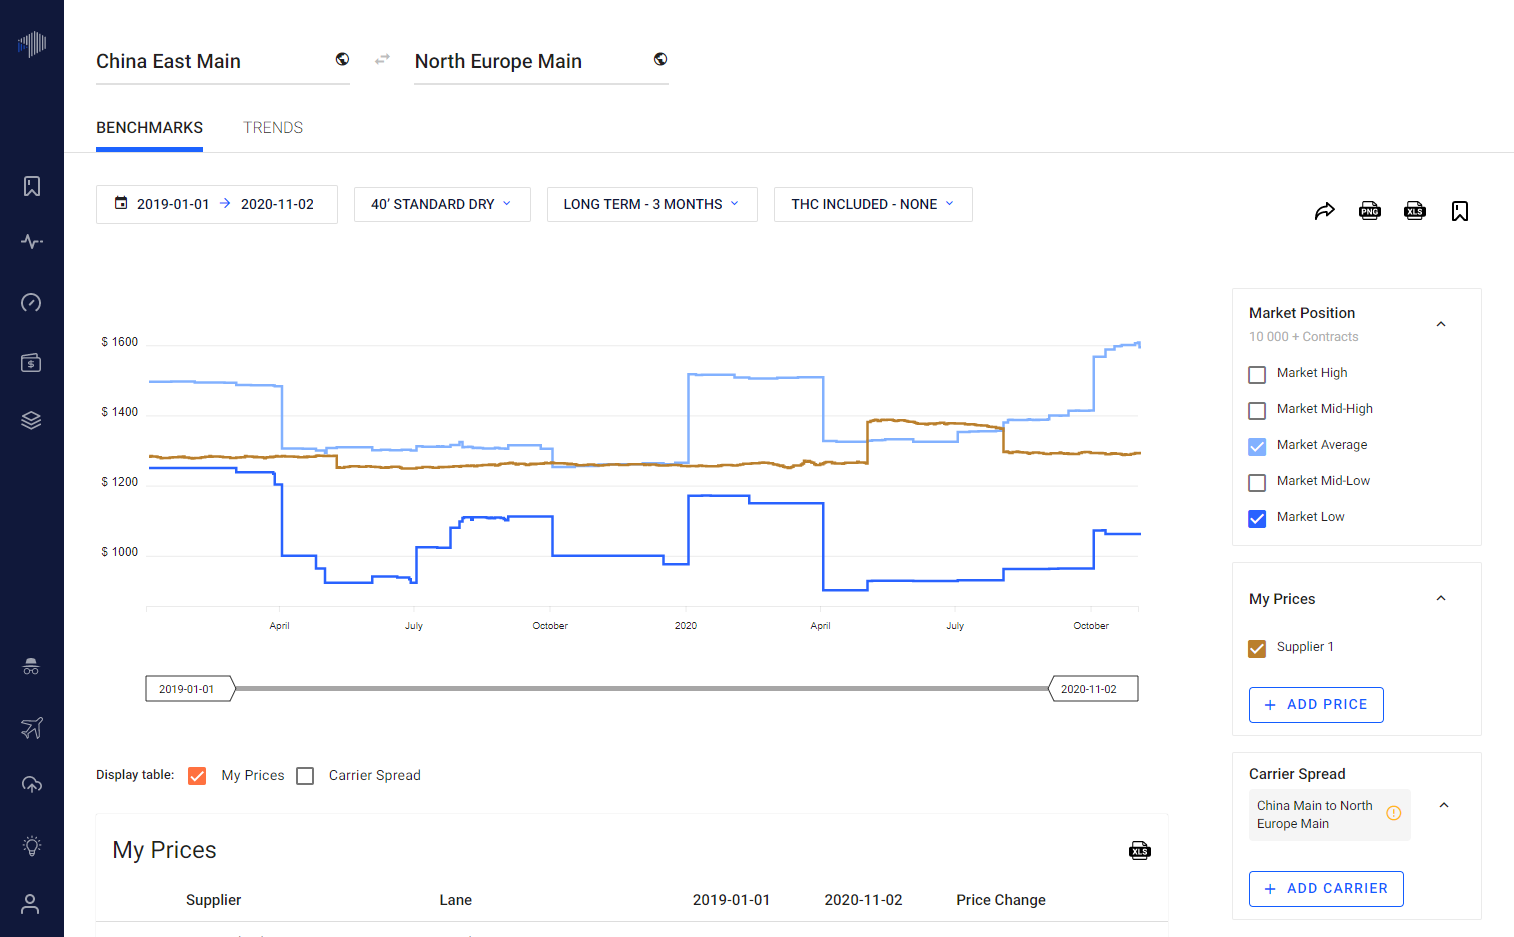 China East Main
North Europe Main
BENCHMARKS
TRENDS
2019-01-01 → 2020-11-02
40’ STANDARD DRY
LONG TERM - 3 MONTHS
THC INCLUDED - NONE
PNG
XLS
$ 1600
$ 1400
$ 1200
$ 1000
April
July
October
2020
April
July
October
2019-01-01
2020-11-02
Market Position
10 000 + Contracts
Market High
Market Mid-High
Market Average
Market Mid-Low
Market Low
My Prices
Supplier 1
+ ADD PRICE
Carrier Spread
China Main to North
Europe Main
+ ADD CARRIER
Display table:
My Prices
Carrier Spread
My Prices
XLS
Supplier
Lane
2019-01-01
2020-11-02
Price Change